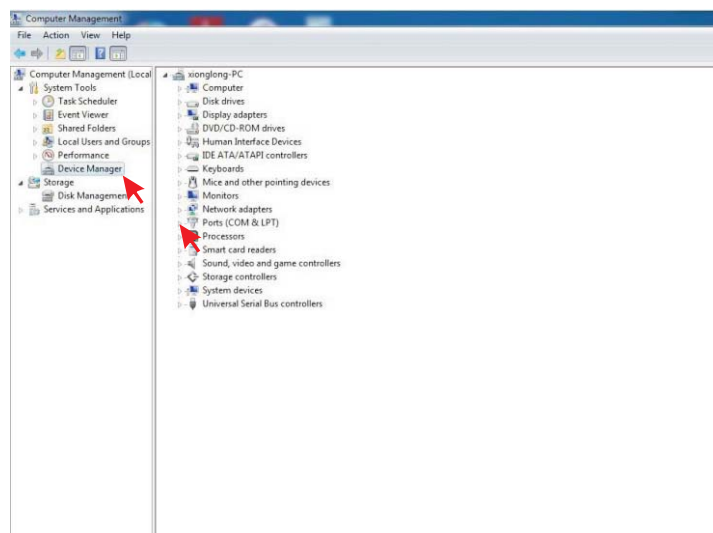 Computer Management
File Action View Help
Computer Management (Local
System Tools
Task Scheduler
Event Viewer
Shared Folders
Local Users and Groups
Performance
Device Manager
Storage
Disk Management
Services and Applications
xionglong-PC
Computer
Disk drives
Display adapters
DVD/CD-ROM drives
Human Interface Devices
IDE ATA/ATAPI controllers
Keyboards
Mice and other pointing devices
Monitors
Network adapters
Ports (COM & LPT)
Processors
Smart card readers
Sound, video and game controllers
Storage controllers
System devices
Universal Serial Bus controllers